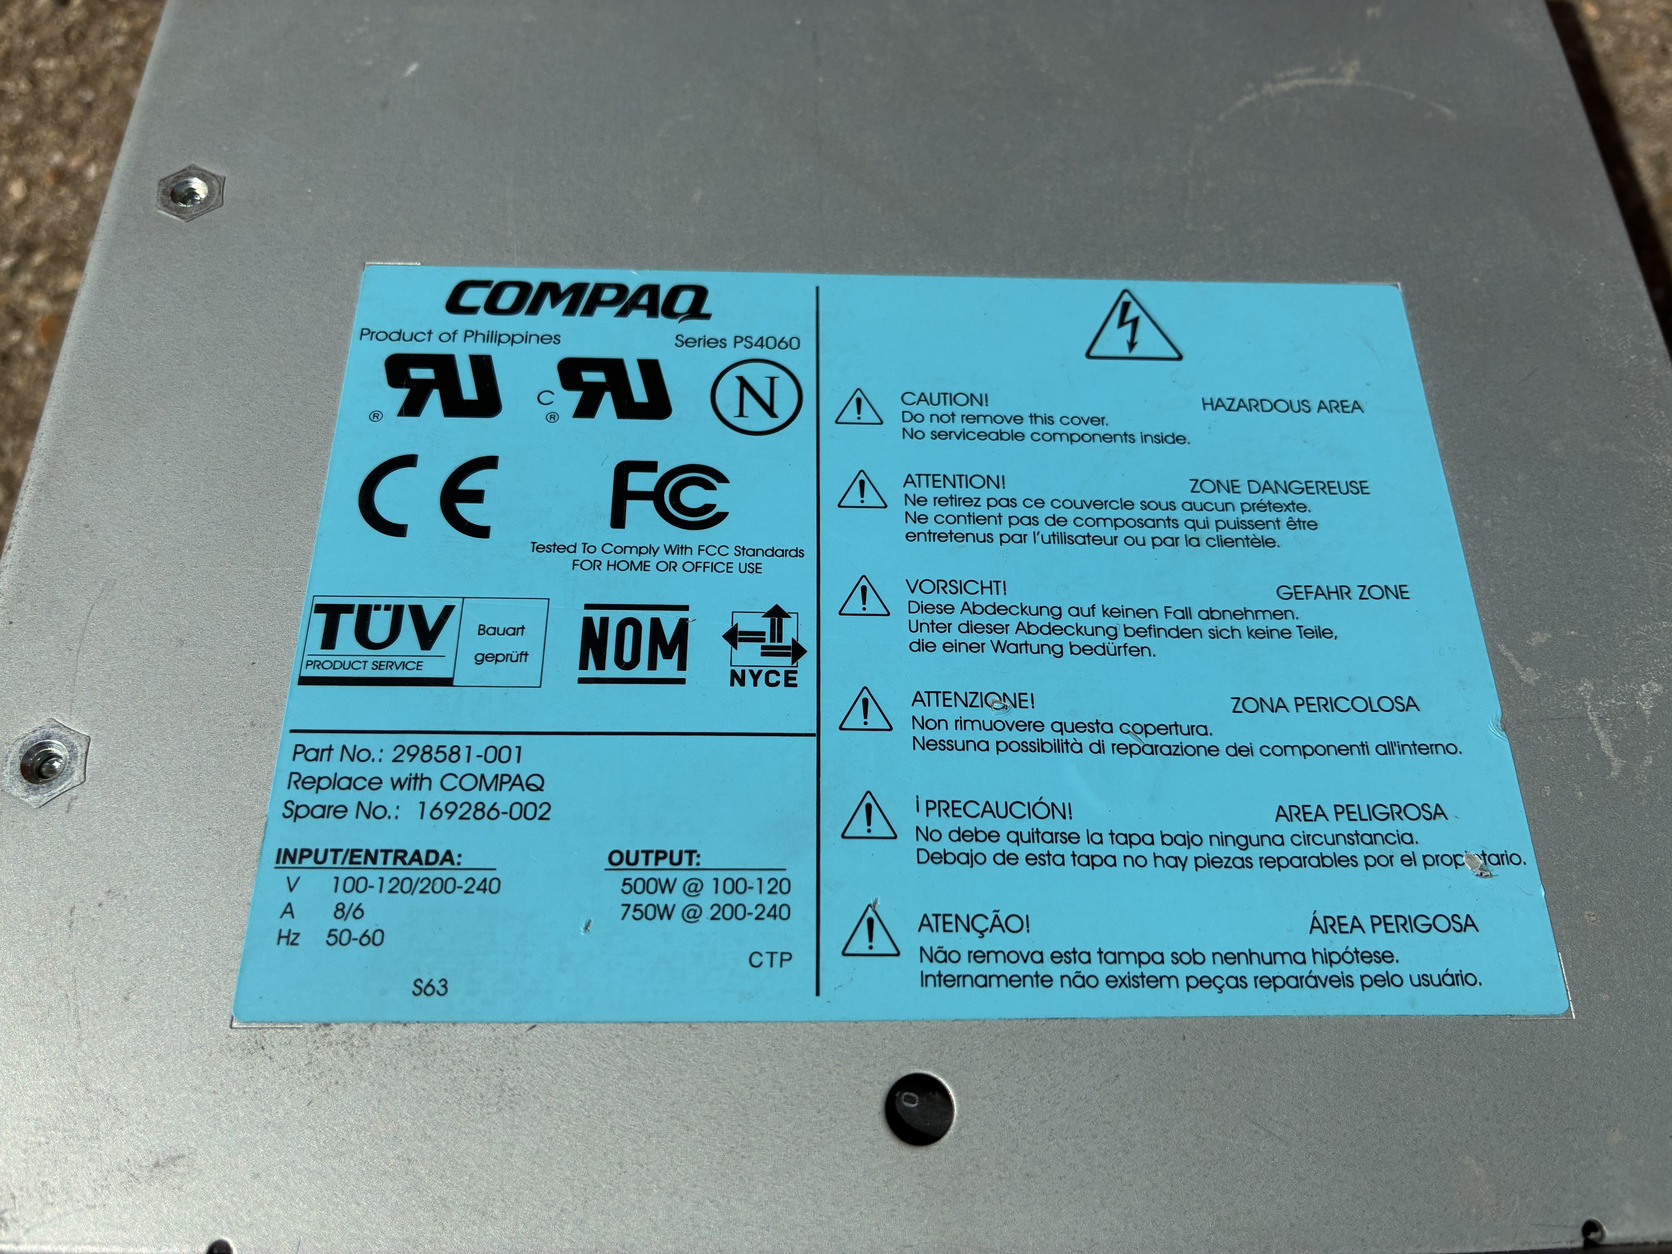 COMPAQ
Product of Philippines Series PS4060
® C ® N
CE FC
Tested To Comply With FCC Standards
FOR HOME OR OFFICE USE
TÜV
PRODUCT SERVICE
Bauart
geprüft
NOM
NYCE
Part No.: 298581-001
Replace with COMPAQ
Spare No.: 169286-002
INPUT/ENTRADA:
V 100-120/200-240
A 8/6
Hz 50-60
OUTPUT:
500W @ 100-120
750W @ 200-240
CTP
S63
CAUTION! HAZARDOUS AREA
Do not remove this cover.
No serviceable components inside.
ATTENTION! ZONE DANGEREUSE
Ne retirez pas ce couvercle sous aucun prétexte.
Ne contient pas de composants qui puissent être
entretenus par l'utilisateur ou par la clientèle.
VORSICHT! GEFAHR ZONE
Diese Abdeckung auf keinen Fall abnehmen.
Unter dieser Abdeckung befinden sich keine Teile,
die einer Wartung bedürfen.
ATTENZIONE! ZONA PERICOLOSA
Non rimuovere questa copertura.
Nessuna possibilità di reparazione dei componenti all'interno.
¡PRECAUCIÓN! AREA PELIGROSA
No debe quitarse la tapa bajo ninguna circunstancia.
Debajo de esta tapa no hay piezas reparables por el propietario.
ATENÇÃO! ÁREA PERIGOSA
Não remova esta tampa sob nenhuma hipótese.
Internamente não existem peças reparáveis pelo usuário.
0